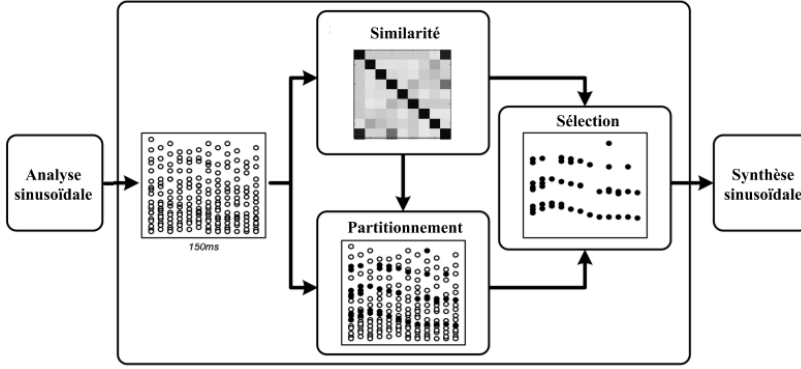 Similarité
Analyse
sinusoïdale
150ms
Partitionnement
Sélection
Synthèse
sinusoïdale